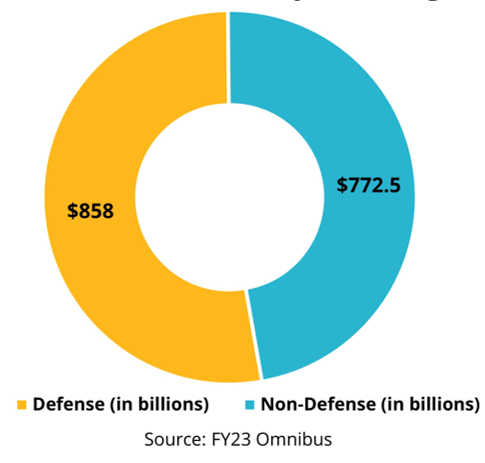 $772.5
$858
Defense (in billions) Non-Defense (in billions)
Source: FY23 Omnibus